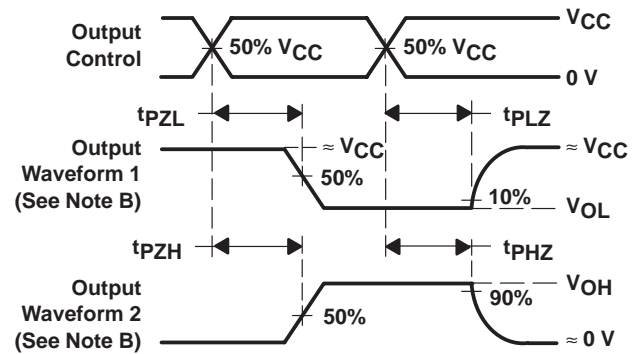 Output
Control
50% VCC
50% VCC
VCC
0 V
tPZL
tPLZ
Output
Waveform 1
(See Note B)
≈ VCC
50%
10%
≈ VCC
VOL
tPZH
tPHZ
Output
Waveform 2
(See Note B)
50%
90%
VOH
≈ 0 V